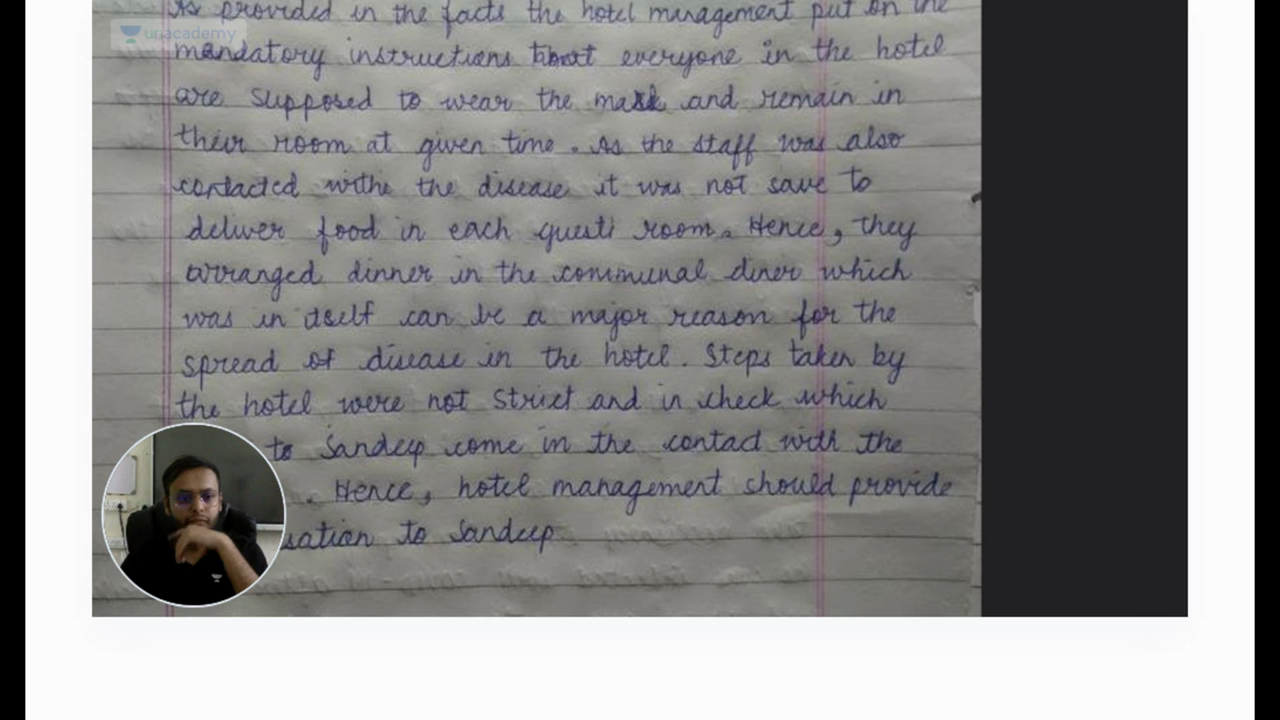 As provided in the facts the hotel management put on the
unacademy
mandatory instructions that everyone in the hotel
are supposed to wear the mask and remain in
their room at given time. As the staff was also
contacted withe the disease it was not save to
deliver food in each guest room. Hence, they
arranged dinner in the communal diner which
was in itself can be a major reason for the
spread of disease in the hotel. Steps taken by
the hotel were not strict and in check which
to Sandeep come in the contact with the
. Hence, hotel management should provide
sation to Sandeep